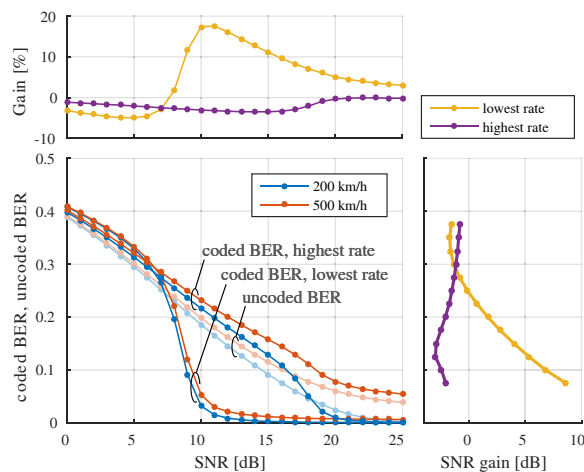 Gain [%]
20
10
0
-10
lowest rate
highest rate
coded BER, uncoded BER
0.5
0.4
0.3
0.2
0.1
0
200 km/h
500 km/h
coded BER, highest rate
coded BER, lowest rate
uncoded BER
0 5 10 15 20 25
SNR [dB]
0 5 10
SNR gain [dB]